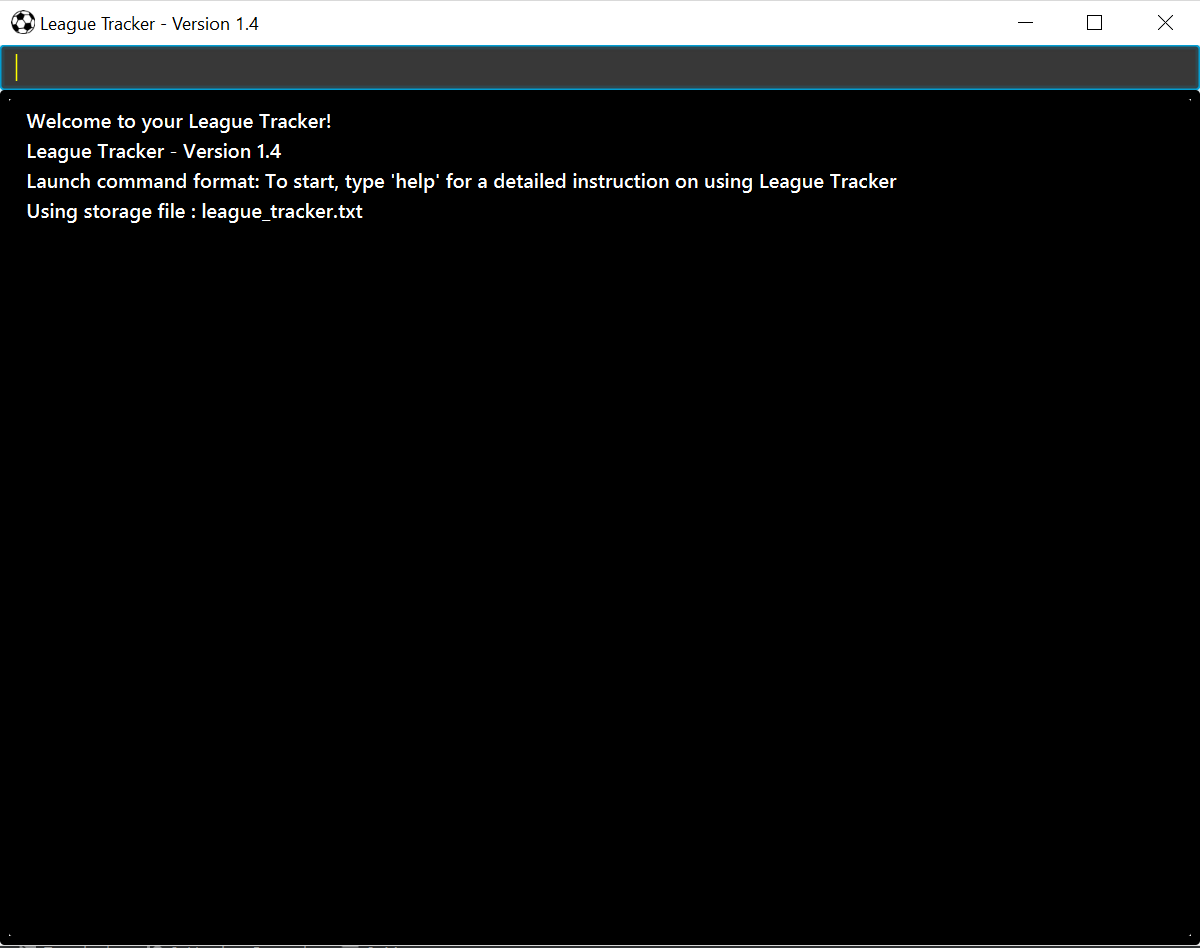 League Tracker - Version 1.4
Welcome to your League Tracker!
League Tracker - Version 1.4
Launch command format: To start, type 'help' for a detailed instruction on using League Tracker
Using storage file : league_tracker.txt